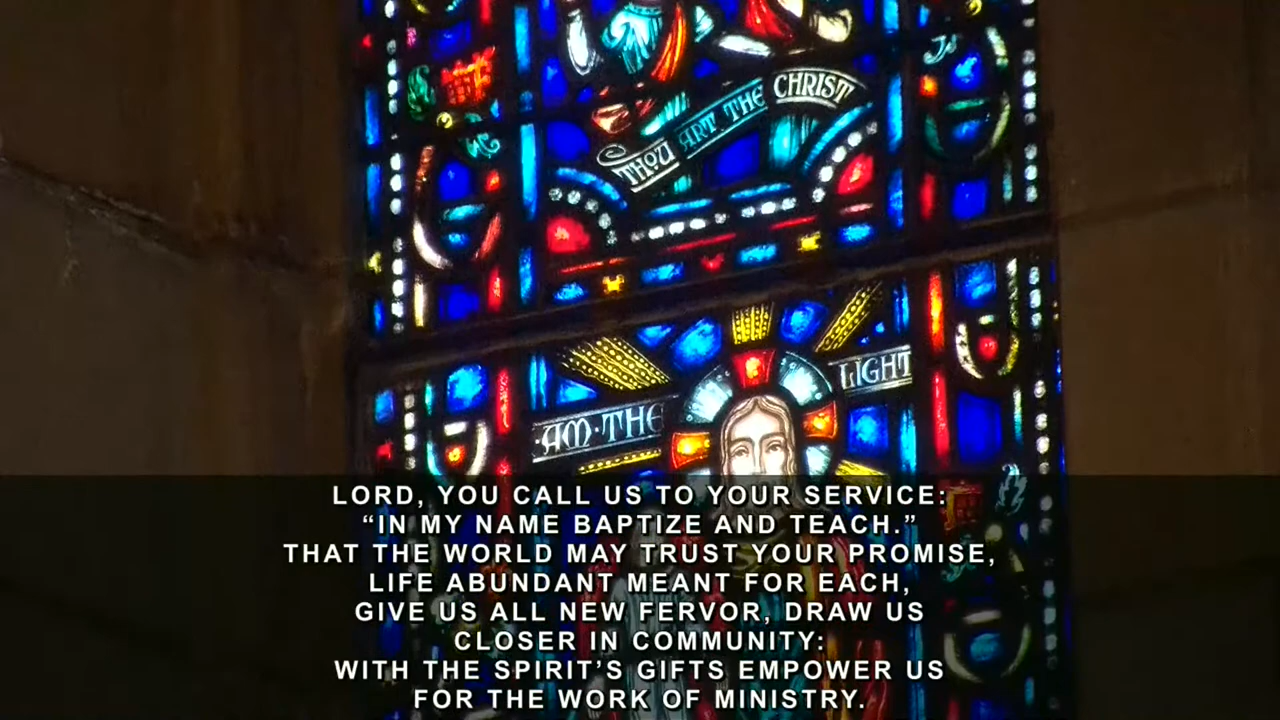 THOU ART THE CHRIST
AM·THE LIGHT
LORD, YOU CALL US TO YOUR SERVICE:
“IN MY NAME BAPTIZE AND TEACH.”
THAT THE WORLD MAY TRUST YOUR PROMISE,
LIFE ABUNDANT MEANT FOR EACH,
GIVE US ALL NEW FERVOR, DRAW US
CLOSER IN COMMUNITY:
WITH THE SPIRIT’S GIFTS EMPOWER US
FOR THE WORK OF MINISTRY.